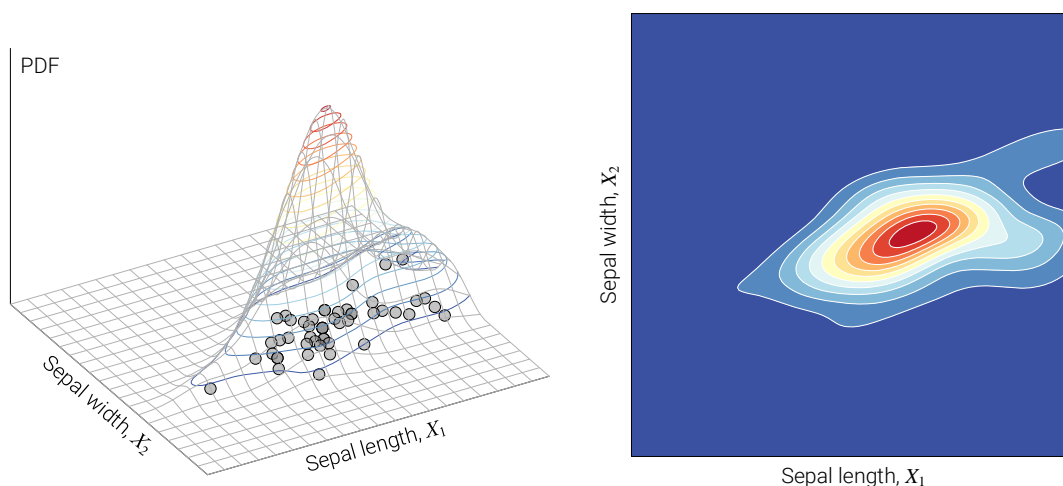 PDF
Sepal width, X2
Sepal length, X1
Sepal width, X2
Sepal length, X1